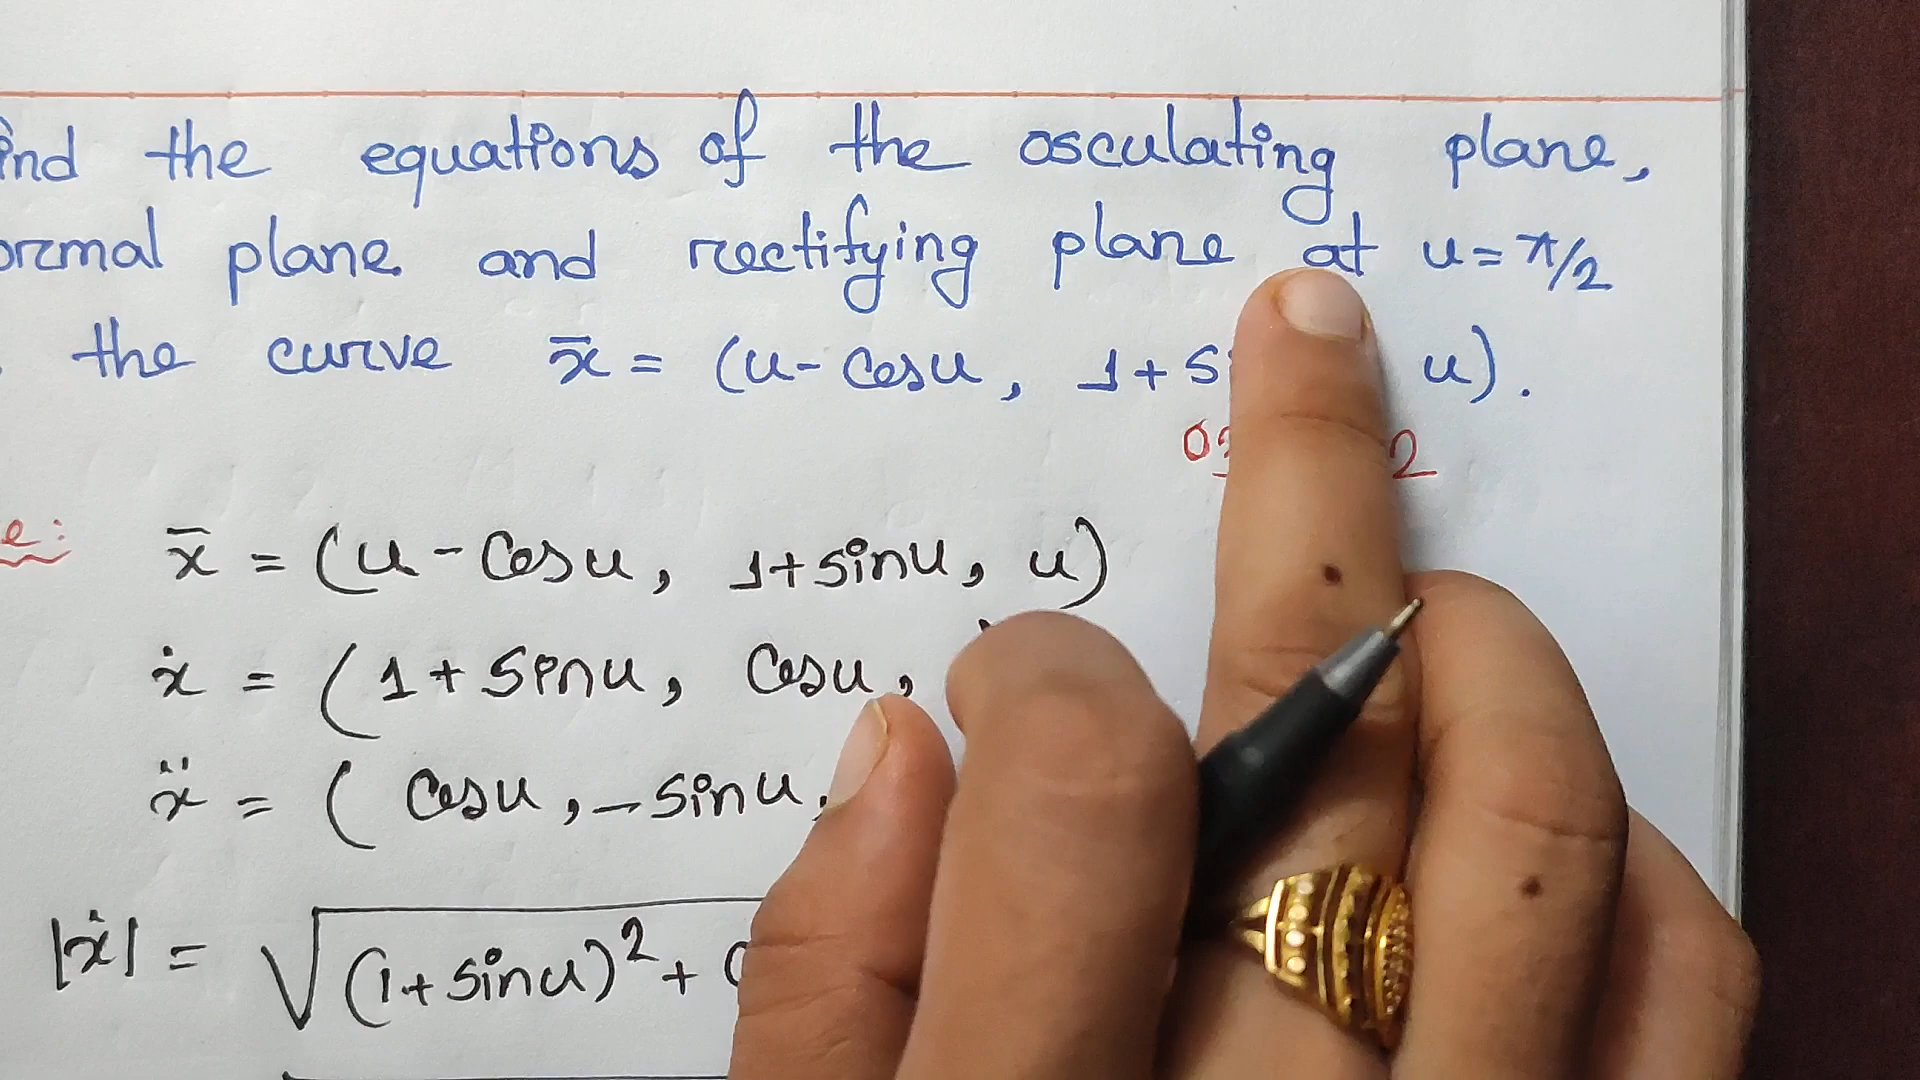 ind the equations of the osculating plane,
ormal plane and rectifying plane at u = π/2
the curve x̄ = (u - Cosu, 1 + S u).
2
e: x̄ = (u - Cosu, 1 + sinu, u)
ẋ = (1 + Sinu, Cosu,
ẍ = ( Cosu, - Sinu,
|ẋ| = √(1 + sinu)² +